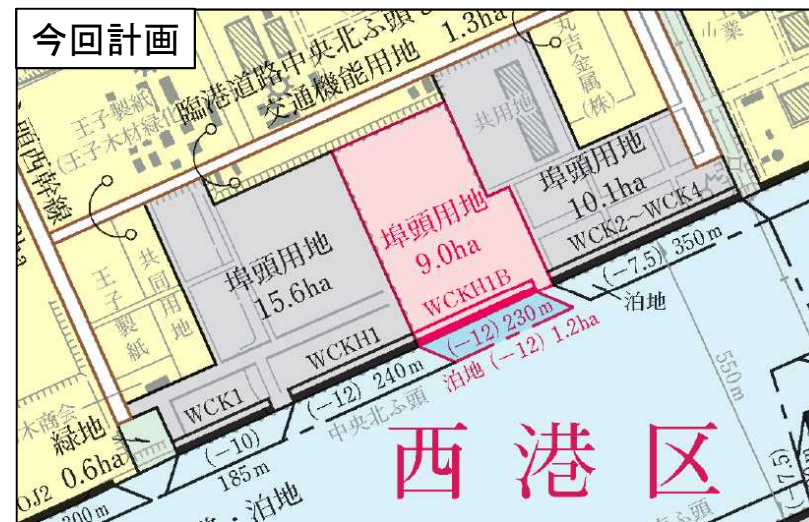 今回計画
臨港道路中央北ふ頭
交通機能用地 1.3ha
王子製紙
(王子木材緑化)
丸吉金属
(株)
山業
共用地
頭西幹線
埠頭用地
15.6ha
埠頭用地
9.0ha
埠頭用地
10.1ha
WCK2～WCK4
(-7.5) 350m
泊地
WCKH1B
(-12) 230m
泊地 (-12) 1.2ha
WCKH1
(-12) 240m
中央北ふ頭
WCK1
(-10)
185m
王子製紙
共同用地
木商会
緑地
0.6ha
OJ2
200m
・泊地
550m
(-7.5)
西港区